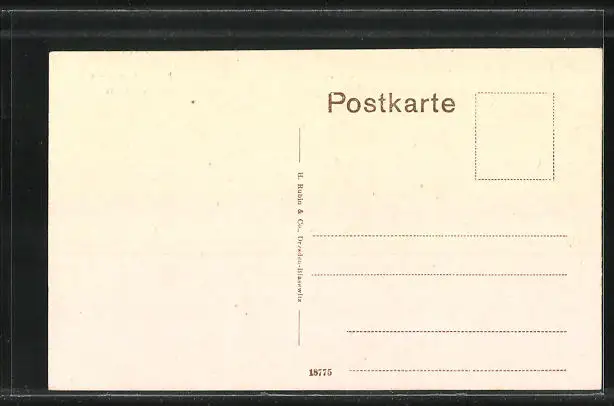 Postkarte
H. Rubin & Co., Dresden-Blasewitz
18775